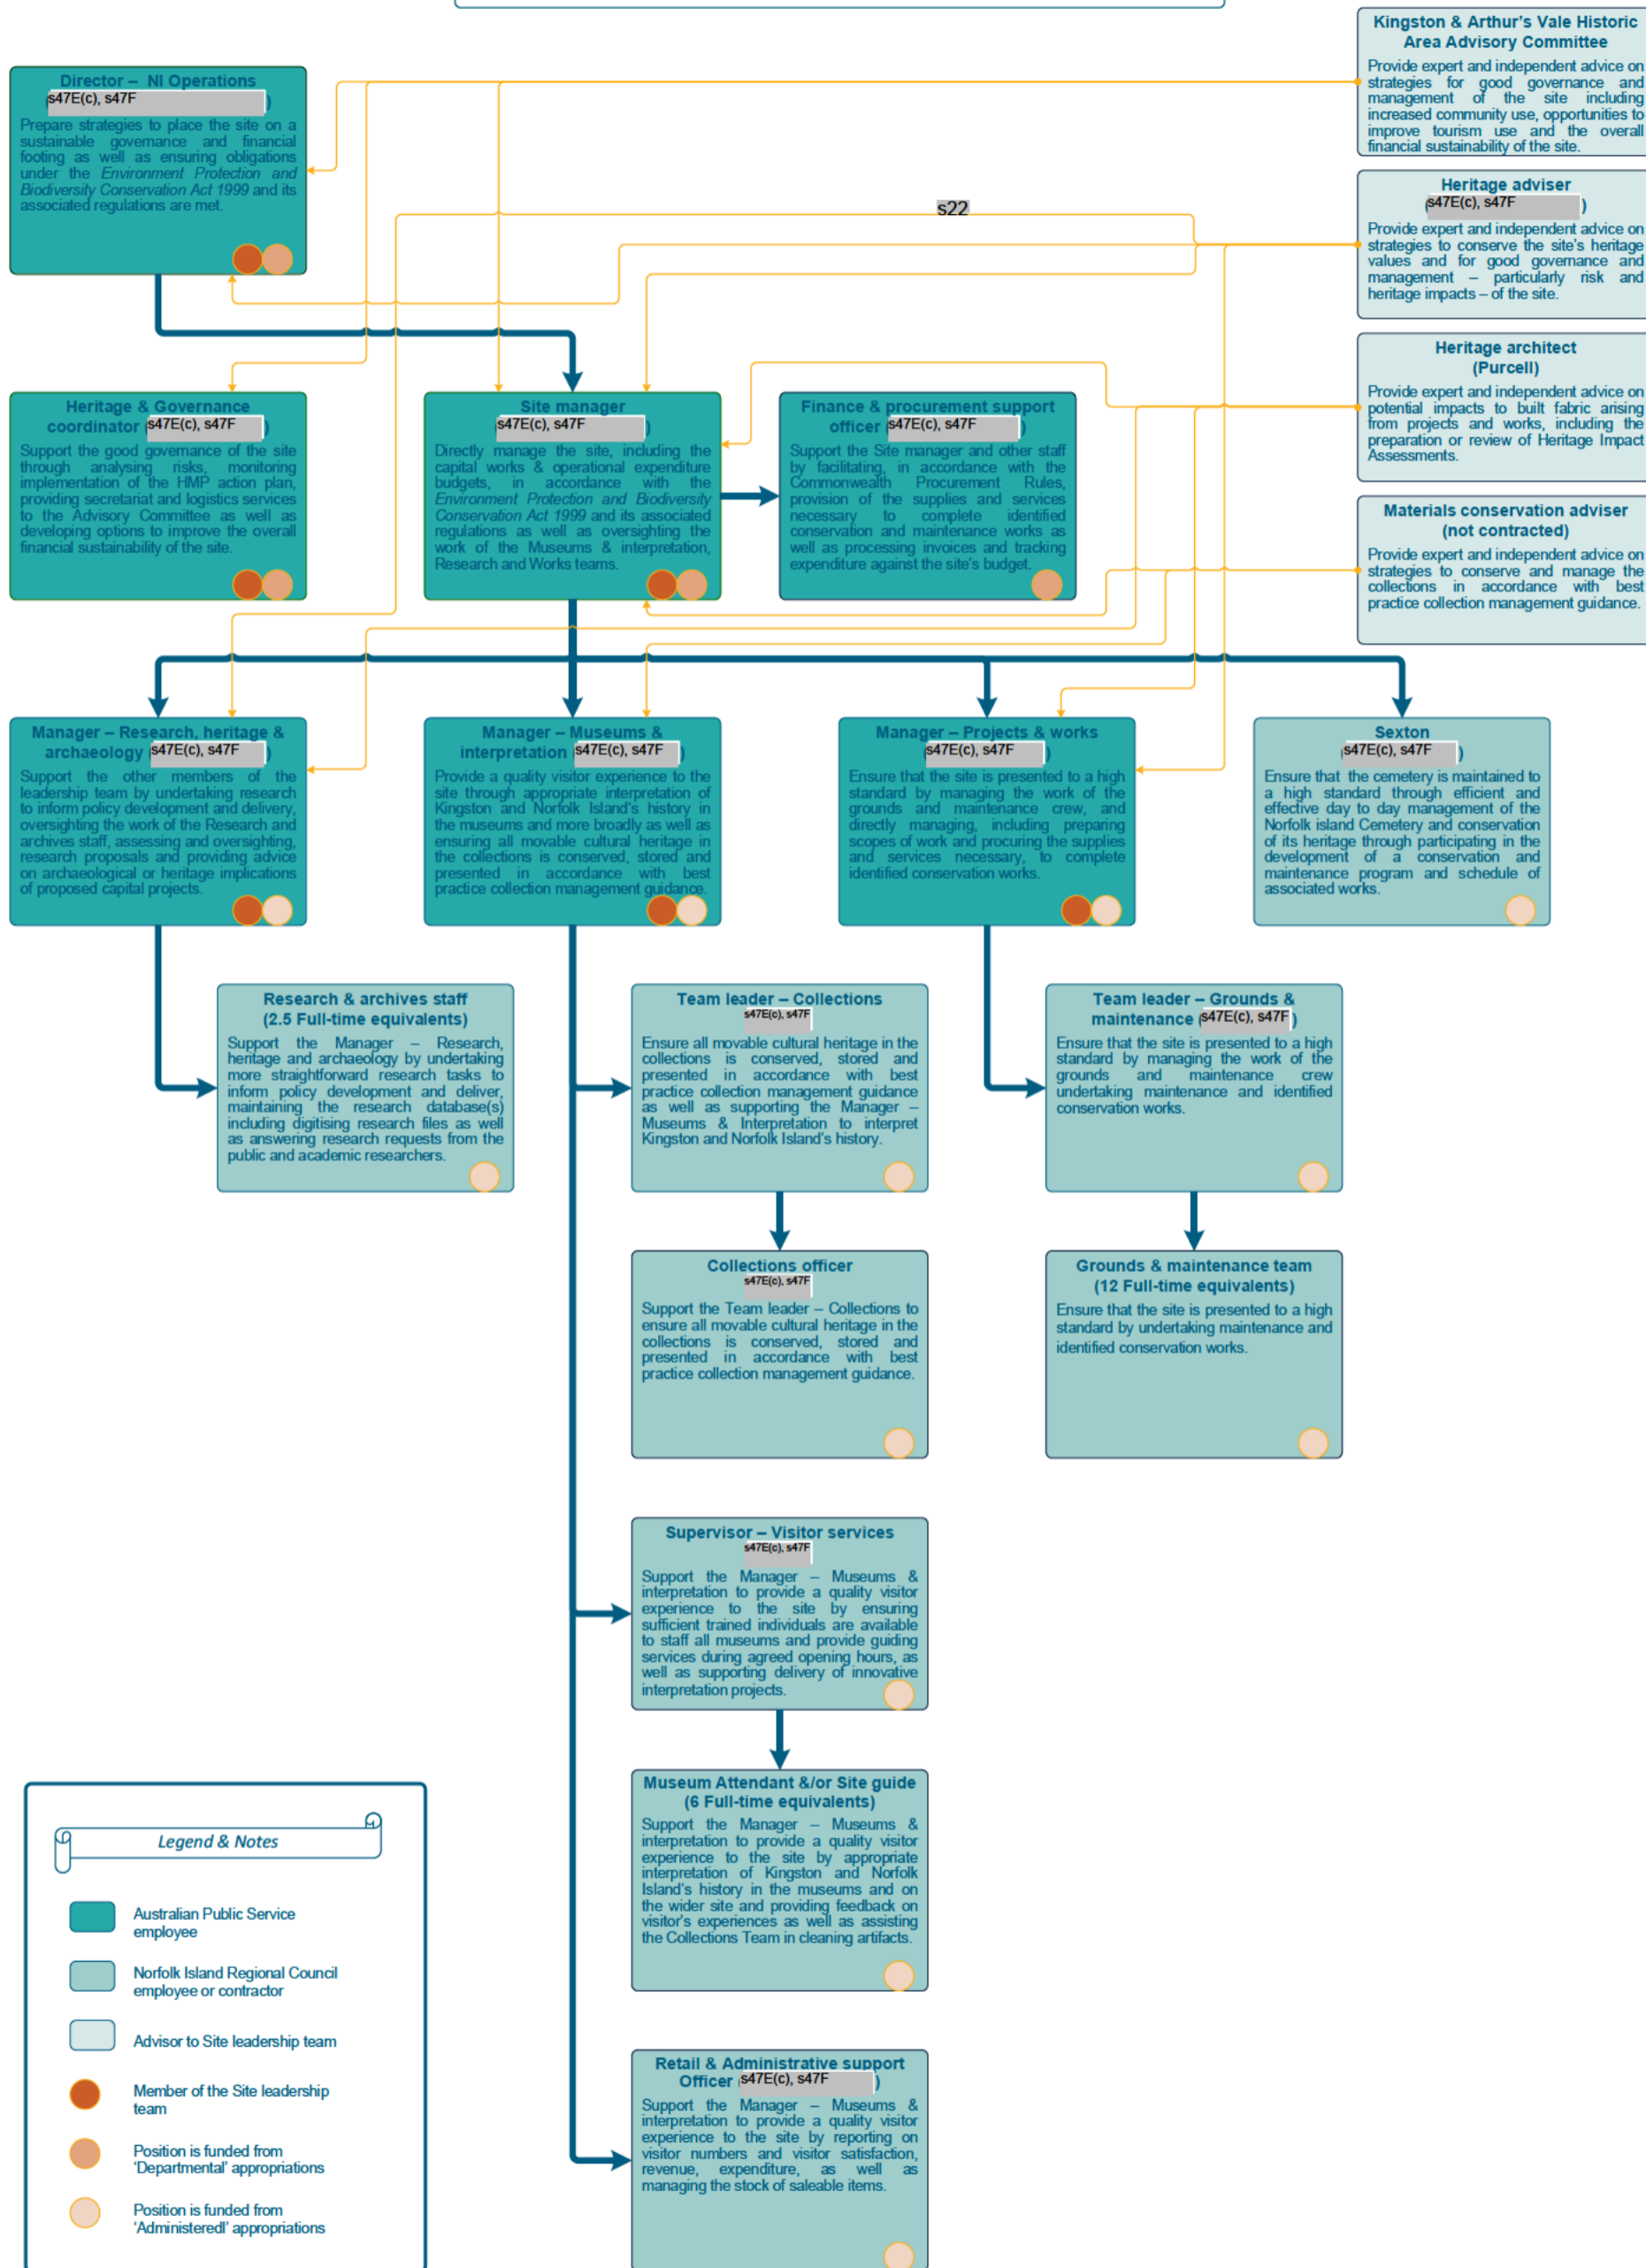 Kingston & Arthur's Vale Historic
Area Advisory Committee
Provide expert and independent advice on
strategies for good governance and
management of the site including
increased community use, opportunities to
improve tourism use and the overall
financial sustainability of the site.
Director – NI Operations
(s47E(c), s47F )
Prepare strategies to place the site on a
sustainable governance and financial
footing as well as ensuring obligations
under the Environment Protection and
Biodiversity Conservation Act 1999 and its
associated regulations are met.
s22
Heritage adviser
(s47E(c), s47F )
Provide expert and independent advice on
strategies to conserve the site's heritage
values and for good governance and
management – particularly risk and
heritage impacts – of the site.
Heritage architect
(Purcell)
Provide expert and independent advice on
potential impacts to built fabric arising
from projects and works, including the
preparation or review of Heritage Impact
Assessments.
Materials conservation adviser
(not contracted)
Provide expert and independent advice on
strategies to conserve and manage the
collections in accordance with best
practice collection management guidance.
Heritage & Governance
coordinator (s47E(c), s47F )
Support the good governance of the site
through analysing risks, monitoring
implementation of the HMP action plan,
providing secretariat and logistics services
to the Advisory Committee as well as
developing options to improve the overall
financial sustainability of the site.
Site manager
(s47E(c), s47F )
Directly manage the site, including the
capital works & operational expenditure
budgets, in accordance with the
Environment Protection and Biodiversity
Conservation Act 1999 and its associated
regulations as well as oversighting the
work of the Museums & interpretation,
Research and Works teams.
Finance & procurement support
officer (s47E(c), s47F )
Support the Site manager and other staff
by facilitating, in accordance with the
Commonwealth Procurement Rules,
provision of the supplies and services
necessary to complete identified
conservation and maintenance works as
well as processing invoices and tracking
expenditure against the site's budget.
Manager – Research, heritage &
archaeology (s47E(c), s47F )
Support the other members of the
leadership team by undertaking research
to inform policy development and delivery,
oversighting the work of the Research and
archives staff, assessing and oversighting,
research proposals and providing advice
on archaeological or heritage implications
of proposed capital projects.
Manager – Museums &
interpretation (s47E(c), s47F )
Provide a quality visitor experience to the
site through appropriate interpretation of
Kingston and Norfolk Island's history in
the museums and more broadly as well as
ensuring all movable cultural heritage in
the collections is conserved, stored and
presented in accordance with best
practice collection management guidance.
Manager – Projects & works
(s47E(c), s47F )
Ensure that the site is presented to a high
standard by managing the work of the
grounds and maintenance crew, and
directly managing, including preparing
scopes of work and procuring the supplies
and services necessary, to complete
identified conservation works.
Sexton
(s47E(c), s47F )
Ensure that the cemetery is maintained to
a high standard through efficient and
effective day to day management of the
Norfolk island Cemetery and conservation
of its heritage through participating in the
development of a conservation and
maintenance program and schedule of
associated works.
Research & archives staff
(2.5 Full-time equivalents)
Support the Manager – Research,
heritage and archaeology by undertaking
more straightforward research tasks to
inform policy development and deliver,
maintaining the research database(s)
including digitising research files as well
as answering research requests from the
public and academic researchers.
Team leader – Collections
s47E(c), s47F
Ensure all movable cultural heritage in the
collections is conserved, stored and
presented in accordance with best
practice collection management guidance
as well as supporting the Manager –
Museums & Interpretation to interpret
Kingston and Norfolk Island's history.
Team leader – Grounds &
maintenance (s47E(c), s47F )
Ensure that the site is presented to a high
standard by managing the work of the
grounds and maintenance crew
undertaking maintenance and identified
conservation works.
Collections officer
s47E(c), s47F
Support the Team leader – Collections to
ensure all movable cultural heritage in the
collections is conserved, stored and
presented in accordance with best
practice collection management guidance.
Grounds & maintenance team
(12 Full-time equivalents)
Ensure that the site is presented to a high
standard by undertaking maintenance and
identified conservation works.
Supervisor – Visitor services
s47E(c), s47F
Support the Manager – Museums &
interpretation to provide a quality visitor
experience to the site by ensuring
sufficient trained individuals are available
to staff all museums and provide guiding
services during agreed opening hours, as
well as supporting delivery of innovative
interpretation projects.
Museum Attendant &/or Site guide
(6 Full-time equivalents)
Support the Manager – Museums &
interpretation to provide a quality visitor
experience to the site by appropriate
interpretation of Kingston and Norfolk
Island's history in the museums and on
the wider site and providing feedback on
visitor's experiences as well as assisting
the Collections Team in cleaning artifacts.
Retail & Administrative support
Officer (s47E(c), s47F )
Support the Manager – Museums &
interpretation to provide a quality visitor
experience to the site by reporting on
visitor numbers and visitor satisfaction,
revenue, expenditure, as well as
managing the stock of saleable items.
Legend & Notes
Australian Public Service
employee
Norfolk Island Regional Council
employee or contractor
Advisor to Site leadership team
Member of the Site leadership
team
Position is funded from
'Departmental' appropriations
Position is funded from
'Administeredl' appropriations